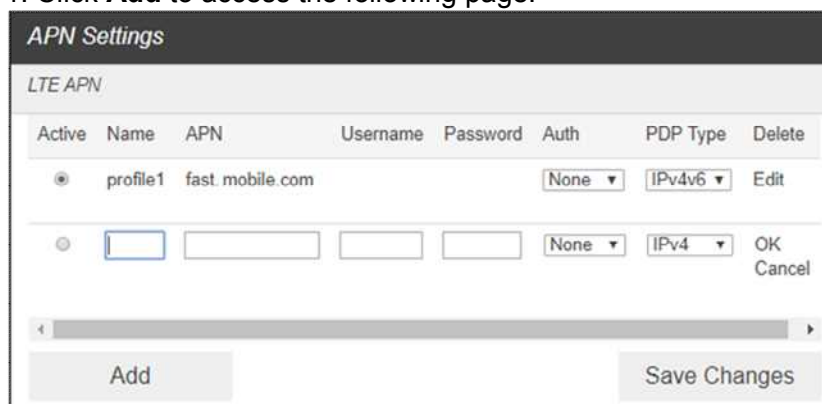 1. Click Add to access the following page.
APN Settings
LTE APN
Active Name APN Username Password Auth PDP Type Delete
profile1 fast.mobile.com None IPv4v6 Edit
None IPv4 OK
Cancel
Add Save Changes